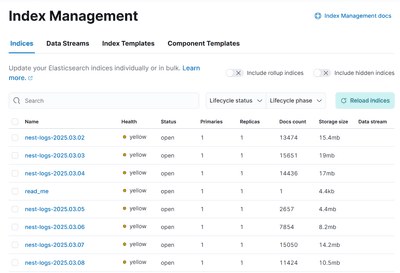 Index Management
Index Management docs
Indices Data Streams Index Templates Component Templates
Update your Elasticsearch indices individually or in bulk. Learn
more.
Include rollup indices Include hidden indices
Search
Lifecycle status Lifecycle phase Reload indices
Name Health Status Primaries Replicas Docs count Storage size Data stream
nest-logs-2025.03.02 yellow open 1 1 13474 15.4mb
nest-logs-2025.03.03 yellow open 1 1 15651 19mb
nest-logs-2025.03.04 yellow open 1 1 14436 17mb
read_me yellow open 1 1 1 4.4kb
nest-logs-2025.03.05 yellow open 1 1 2657 4.4mb
nest-logs-2025.03.06 yellow open 1 1 7854 8.2mb
nest-logs-2025.03.07 yellow open 1 1 15050 14.2mb
nest-logs-2025.03.08 yellow open 1 1 11424 10.5mb